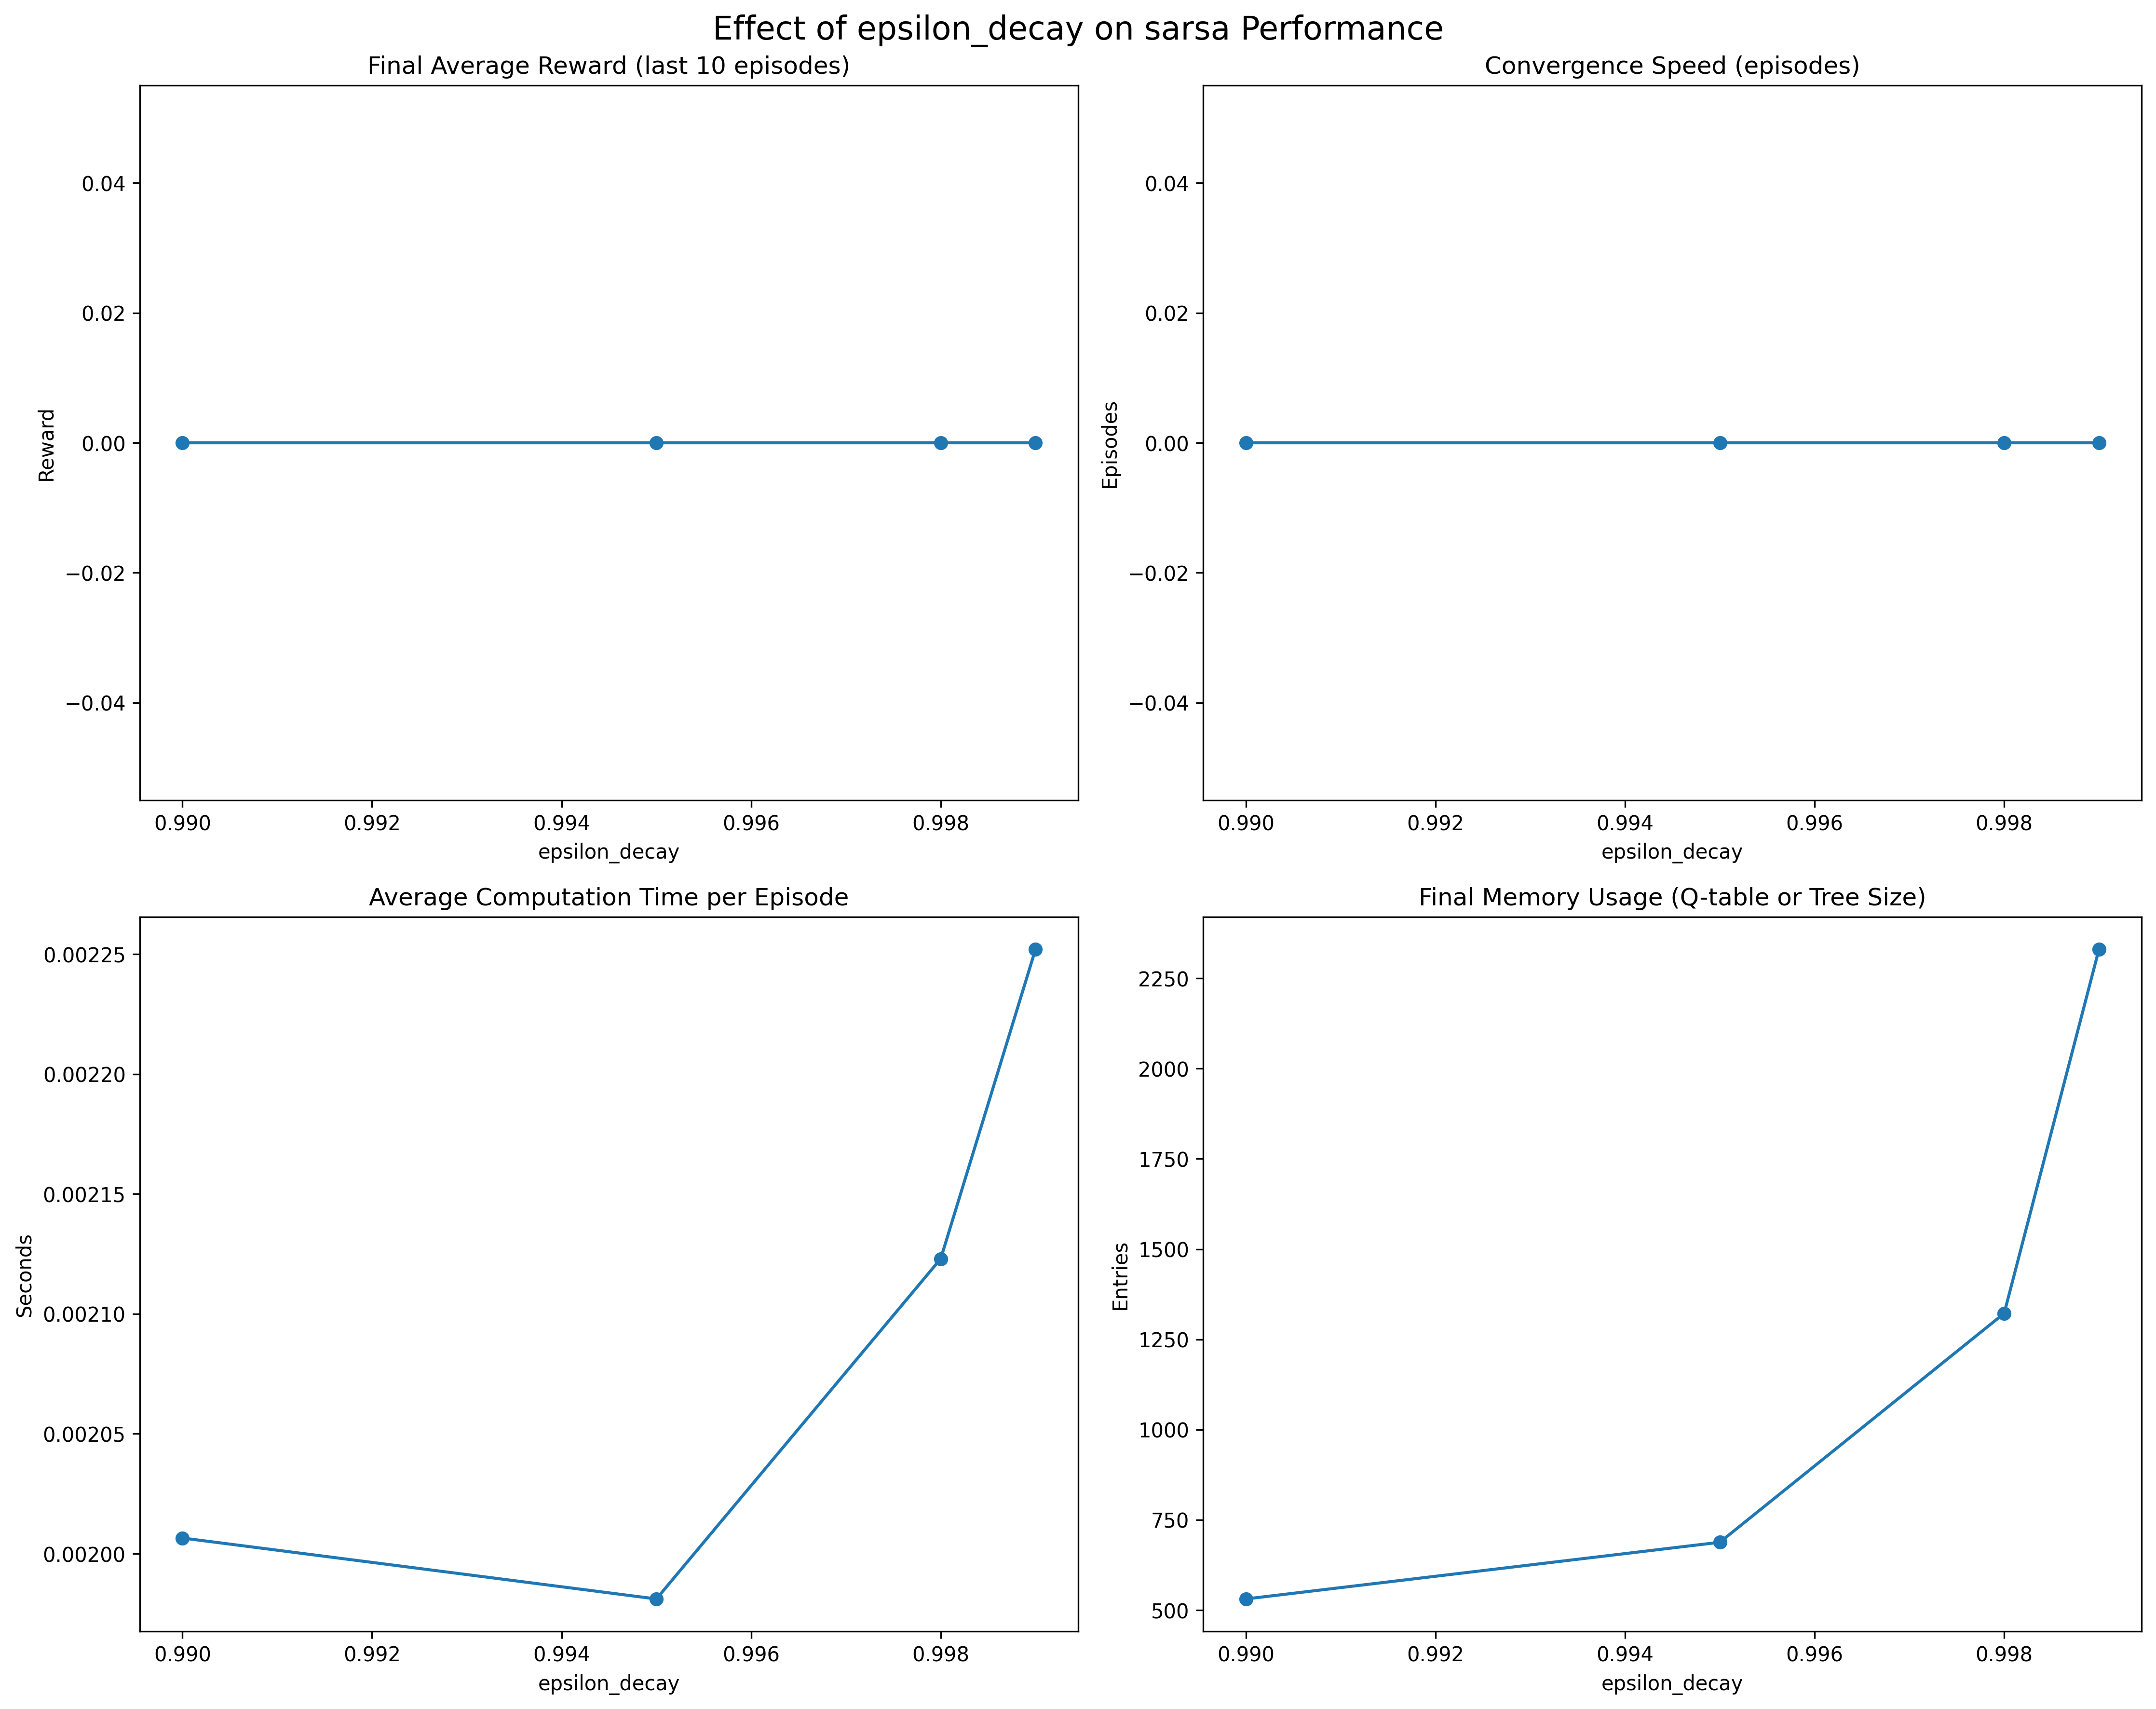 Effect of epsilon_decay on sarsa Performance
Final Average Reward (last 10 episodes)
0.04
0.02
0.00
−0.02
−0.04
Reward
0.990 0.992 0.994 0.996 0.998
epsilon_decay
Convergence Speed (episodes)
0.04
0.02
0.00
−0.02
−0.04
Episodes
0.990 0.992 0.994 0.996 0.998
epsilon_decay
Average Computation Time per Episode
0.00225
0.00220
0.00215
0.00210
0.00205
0.00200
Seconds
0.990 0.992 0.994 0.996 0.998
epsilon_decay
Final Memory Usage (Q-table or Tree Size)
2250
2000
1750
1500
1250
1000
750
500
Entries
0.990 0.992 0.994 0.996 0.998
epsilon_decay